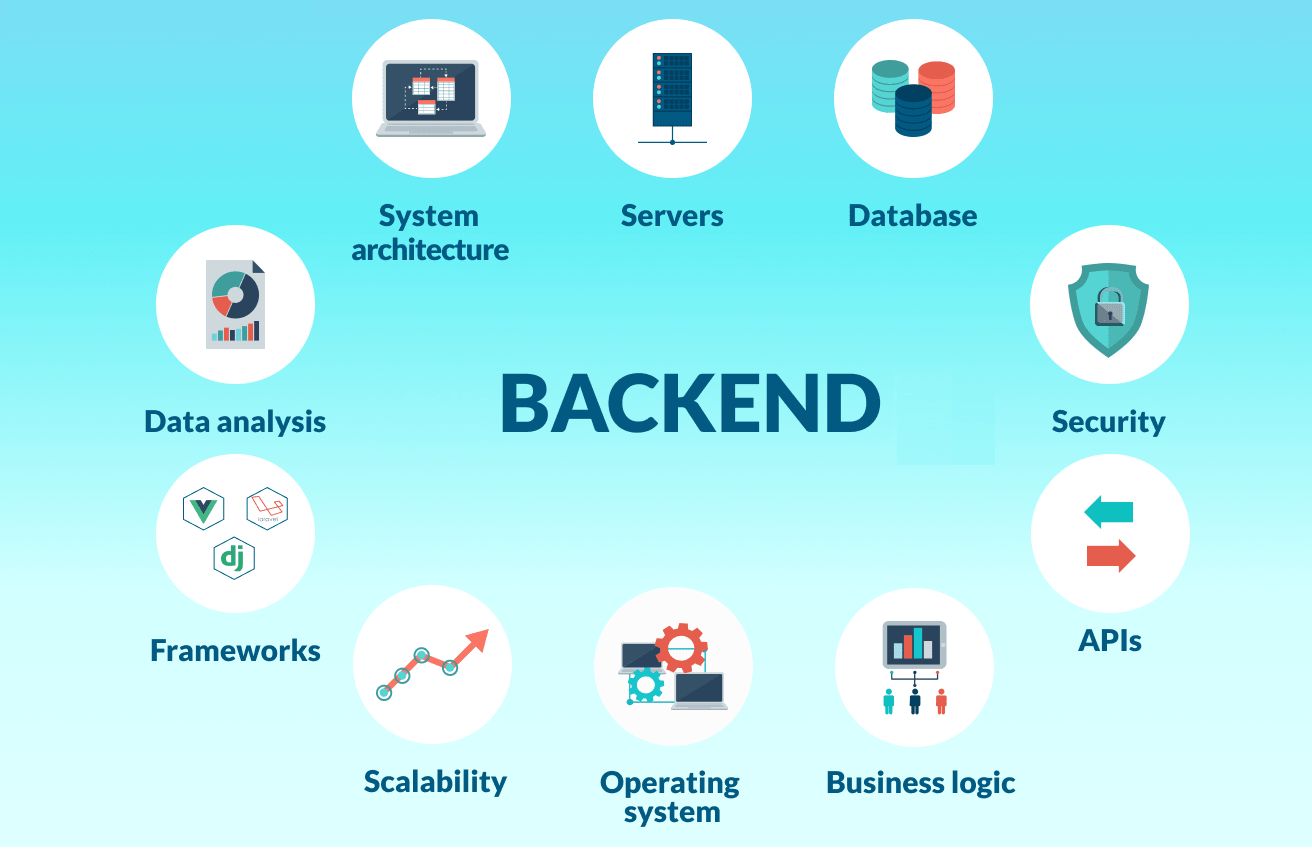 System
architecture
Servers
Database
Data analysis
BACKEND
Security
laravel
dj
Frameworks
APIs
Scalability
Operating
system
Business logic